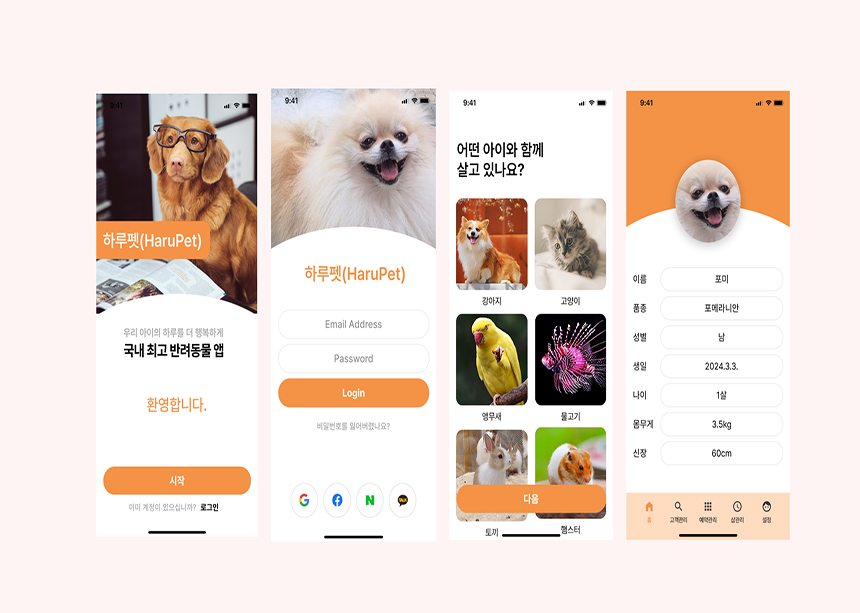 9:41
하루펫(HaruPet)
우리 아이의 하루를 더 행복하게
국내 최고 반려동물 앱
환영합니다.
시작
이미 계정이 있으십니까? 로그인
9:41
하루펫(HaruPet)
Email Address
Password
Login
비밀번호를 잃어버렸나요?
G
f
N
TALK
9:41
어떤 아이와 함께
살고 있나요?
강아지
고양이
앵무새
물고기
다음
토끼
햄스터
9:41
이름
포미
품종
포메라니안
성별
남
생일
2024.3.3.
나이
1살
몸무게
3.5kg
신장
60cm
홈
고객관리
예약관리
샵관리
설정